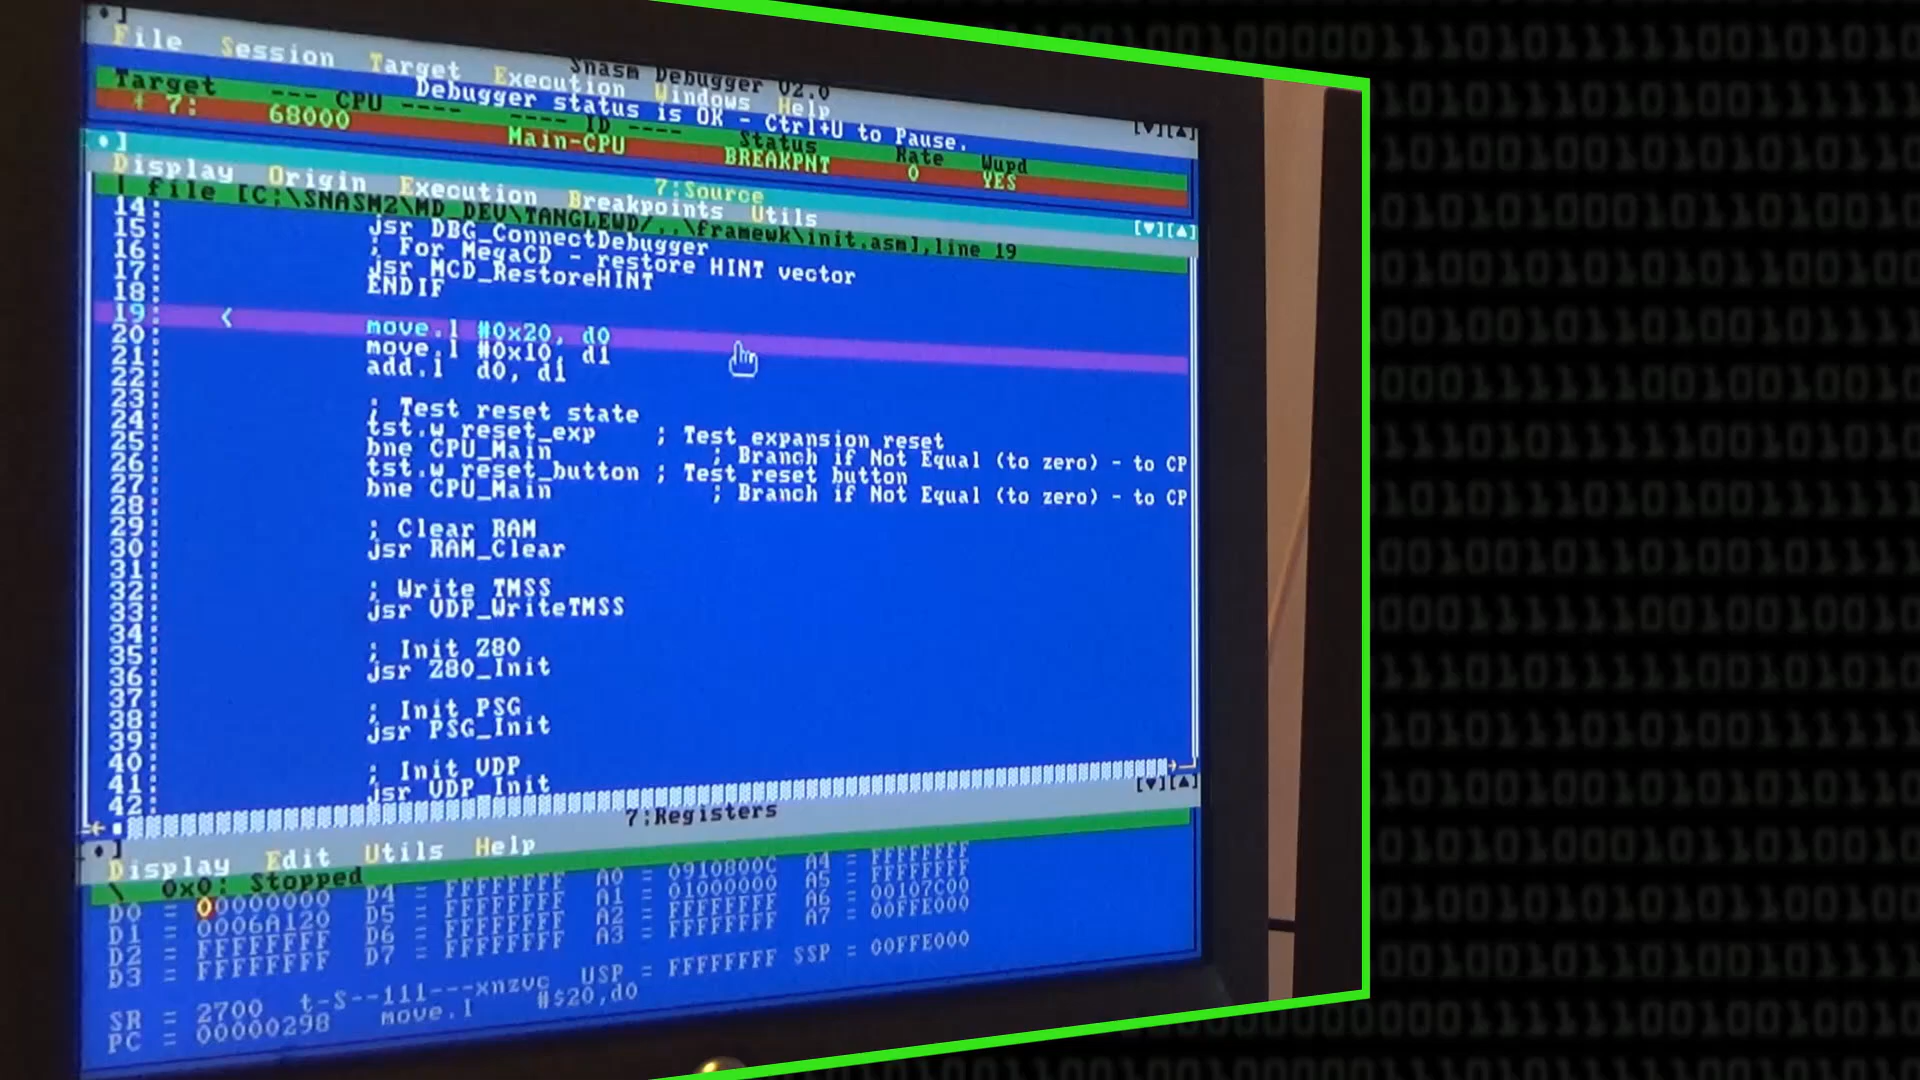 Snasm Debugger V2.0
File Session Target Execution Windows Help
Debugger status is OK - Ctrl+U to Pause.
Target --- CPU ---- ---- ID ---- Status Rate Wupd
7: 68000 Main-CPU BREAKPNT 0 YES
7:Source
Display Origin Execution Breakpoints Utils
file [C:\SNASM2\MD_DEV\TANGLEWD/..\framewk\init.asm],line 19
14:
15: jsr DBG_ConnectDebugger
16: ; For MegaCD - restore HINT vector
17: jsr MCD_RestoreHINT
18: ENDIF
19: <
20: move.l #0x20, d0
21: move.l #0x10, d1
22: add.l d0, d1
23:
24: ; Test reset state
25: tst.w reset_exp ; Test expansion reset
26: bne CPU_Main ; Branch if Not Equal (to zero) - to CP
27: tst.w reset_button ; Test reset button
28: bne CPU_Main ; Branch if Not Equal (to zero) - to CP
29:
30: ; Clear RAM
31: jsr RAM_Clear
32:
33: ; Write TMSS
34: jsr VDP_WriteTMSS
35:
36: ; Init Z80
37: jsr Z80_Init
38:
39: ; Init PSG
40: jsr PSG_Init
41:
42: ; Init VDP
jsr VDP_Init
7:Registers
Display Edit Utils Help
\ 0x0: Stopped
D0 = 00000000 D4 = FFFFFFFF A0 = 0910800C A4 = FFFFFFFF
D1 = 0006A120 D5 = FFFFFFFF A1 = 01000000 A5 = FFFFFFFF
D2 = FFFFFFFF D6 = FFFFFFFF A2 = FFFFFFFF A6 = 00107C00
D3 = FFFFFFFF D7 = FFFFFFFF A3 = FFFFFFFF A7 = 00FFE000
SR = 2700 t-S--111---xnzvc USP = FFFFFFFF SSP = 00FFE000
PC = 00000298 move.l #$20,d0